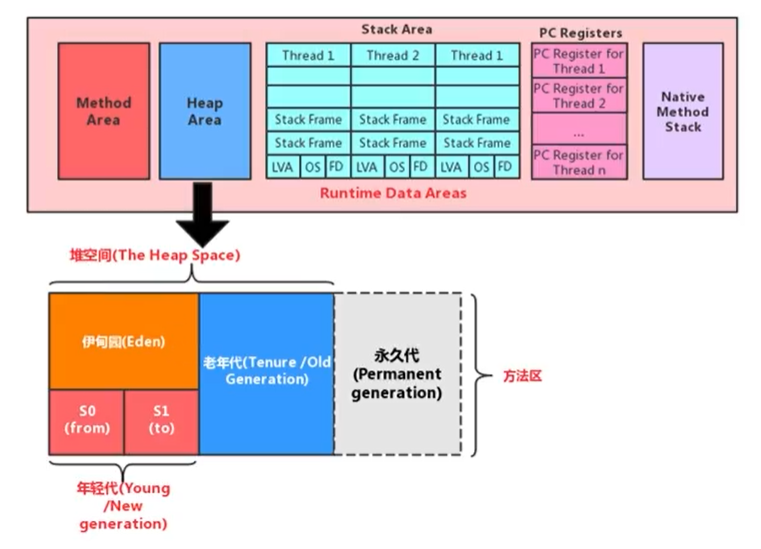 Stack Area
PC Registers
Method
Area
Heap
Area
Thread 1
Thread 2
Thread 1
Stack Frame
Stack Frame
Stack Frame
Stack Frame
Stack Frame
Stack Frame
LVA
OS
FD
LVA
OS
FD
LVA
OS
FD
PC Register for
Thread 1
PC Register for
Thread 2
...
PC Register for
Thread n
Native
Method
Stack
Runtime Data Areas
堆空间(The Heap Space)
伊甸园(Eden)
S0
(from)
S1
(to)
老年代(Tenure /Old
Generation)
永久代
(Permanent
generation)
方法区
年轻代(Young
/New
generation)